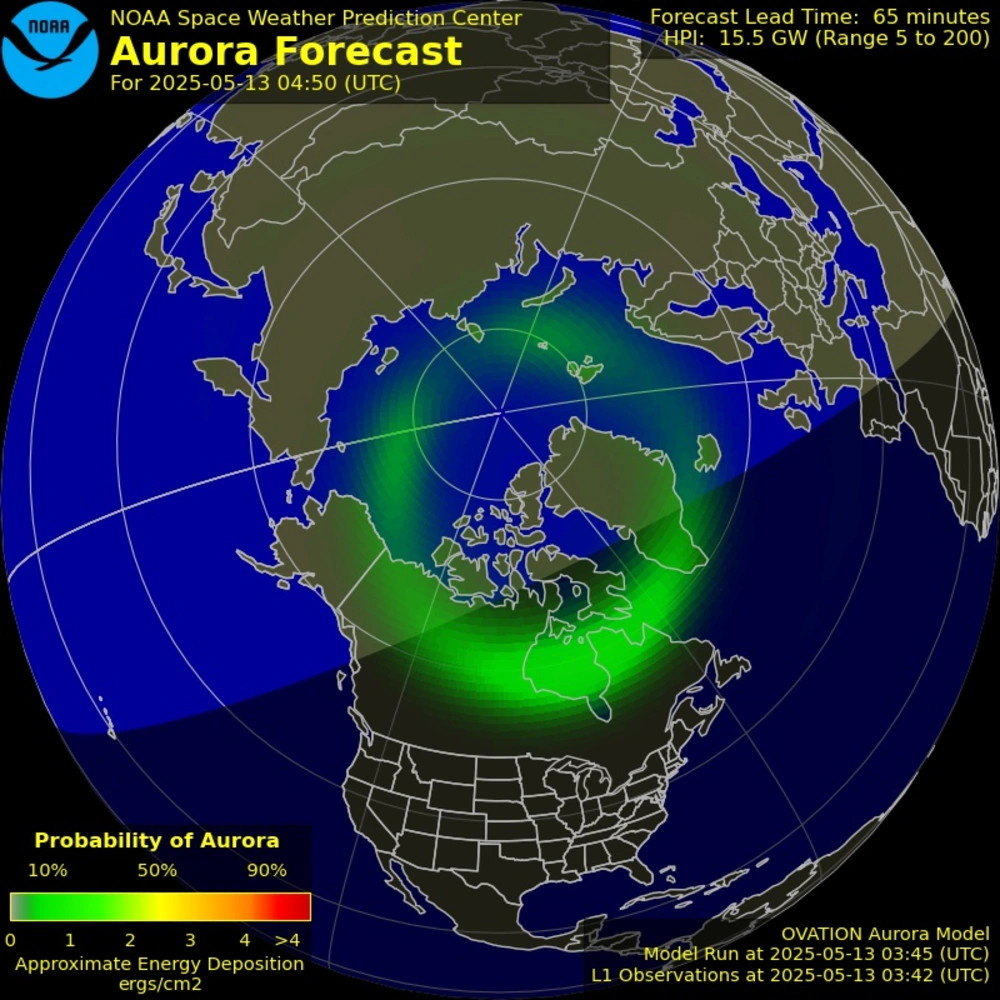 NOAA
NOAA Space Weather Prediction Center
Aurora Forecast
For 2025-05-13 04:50 (UTC)
Forecast Lead Time: 65 minutes
HPI: 15.5 GW (Range 5 to 200)
Probability of Aurora
10% 50% 90%
0 1 2 3 4 >4
Approximate Energy Deposition
ergs/cm2
OVATION Aurora Model
Model Run at 2025-05-13 03:45 (UTC)
L1 Observations at 2025-05-13 03:42 (UTC)